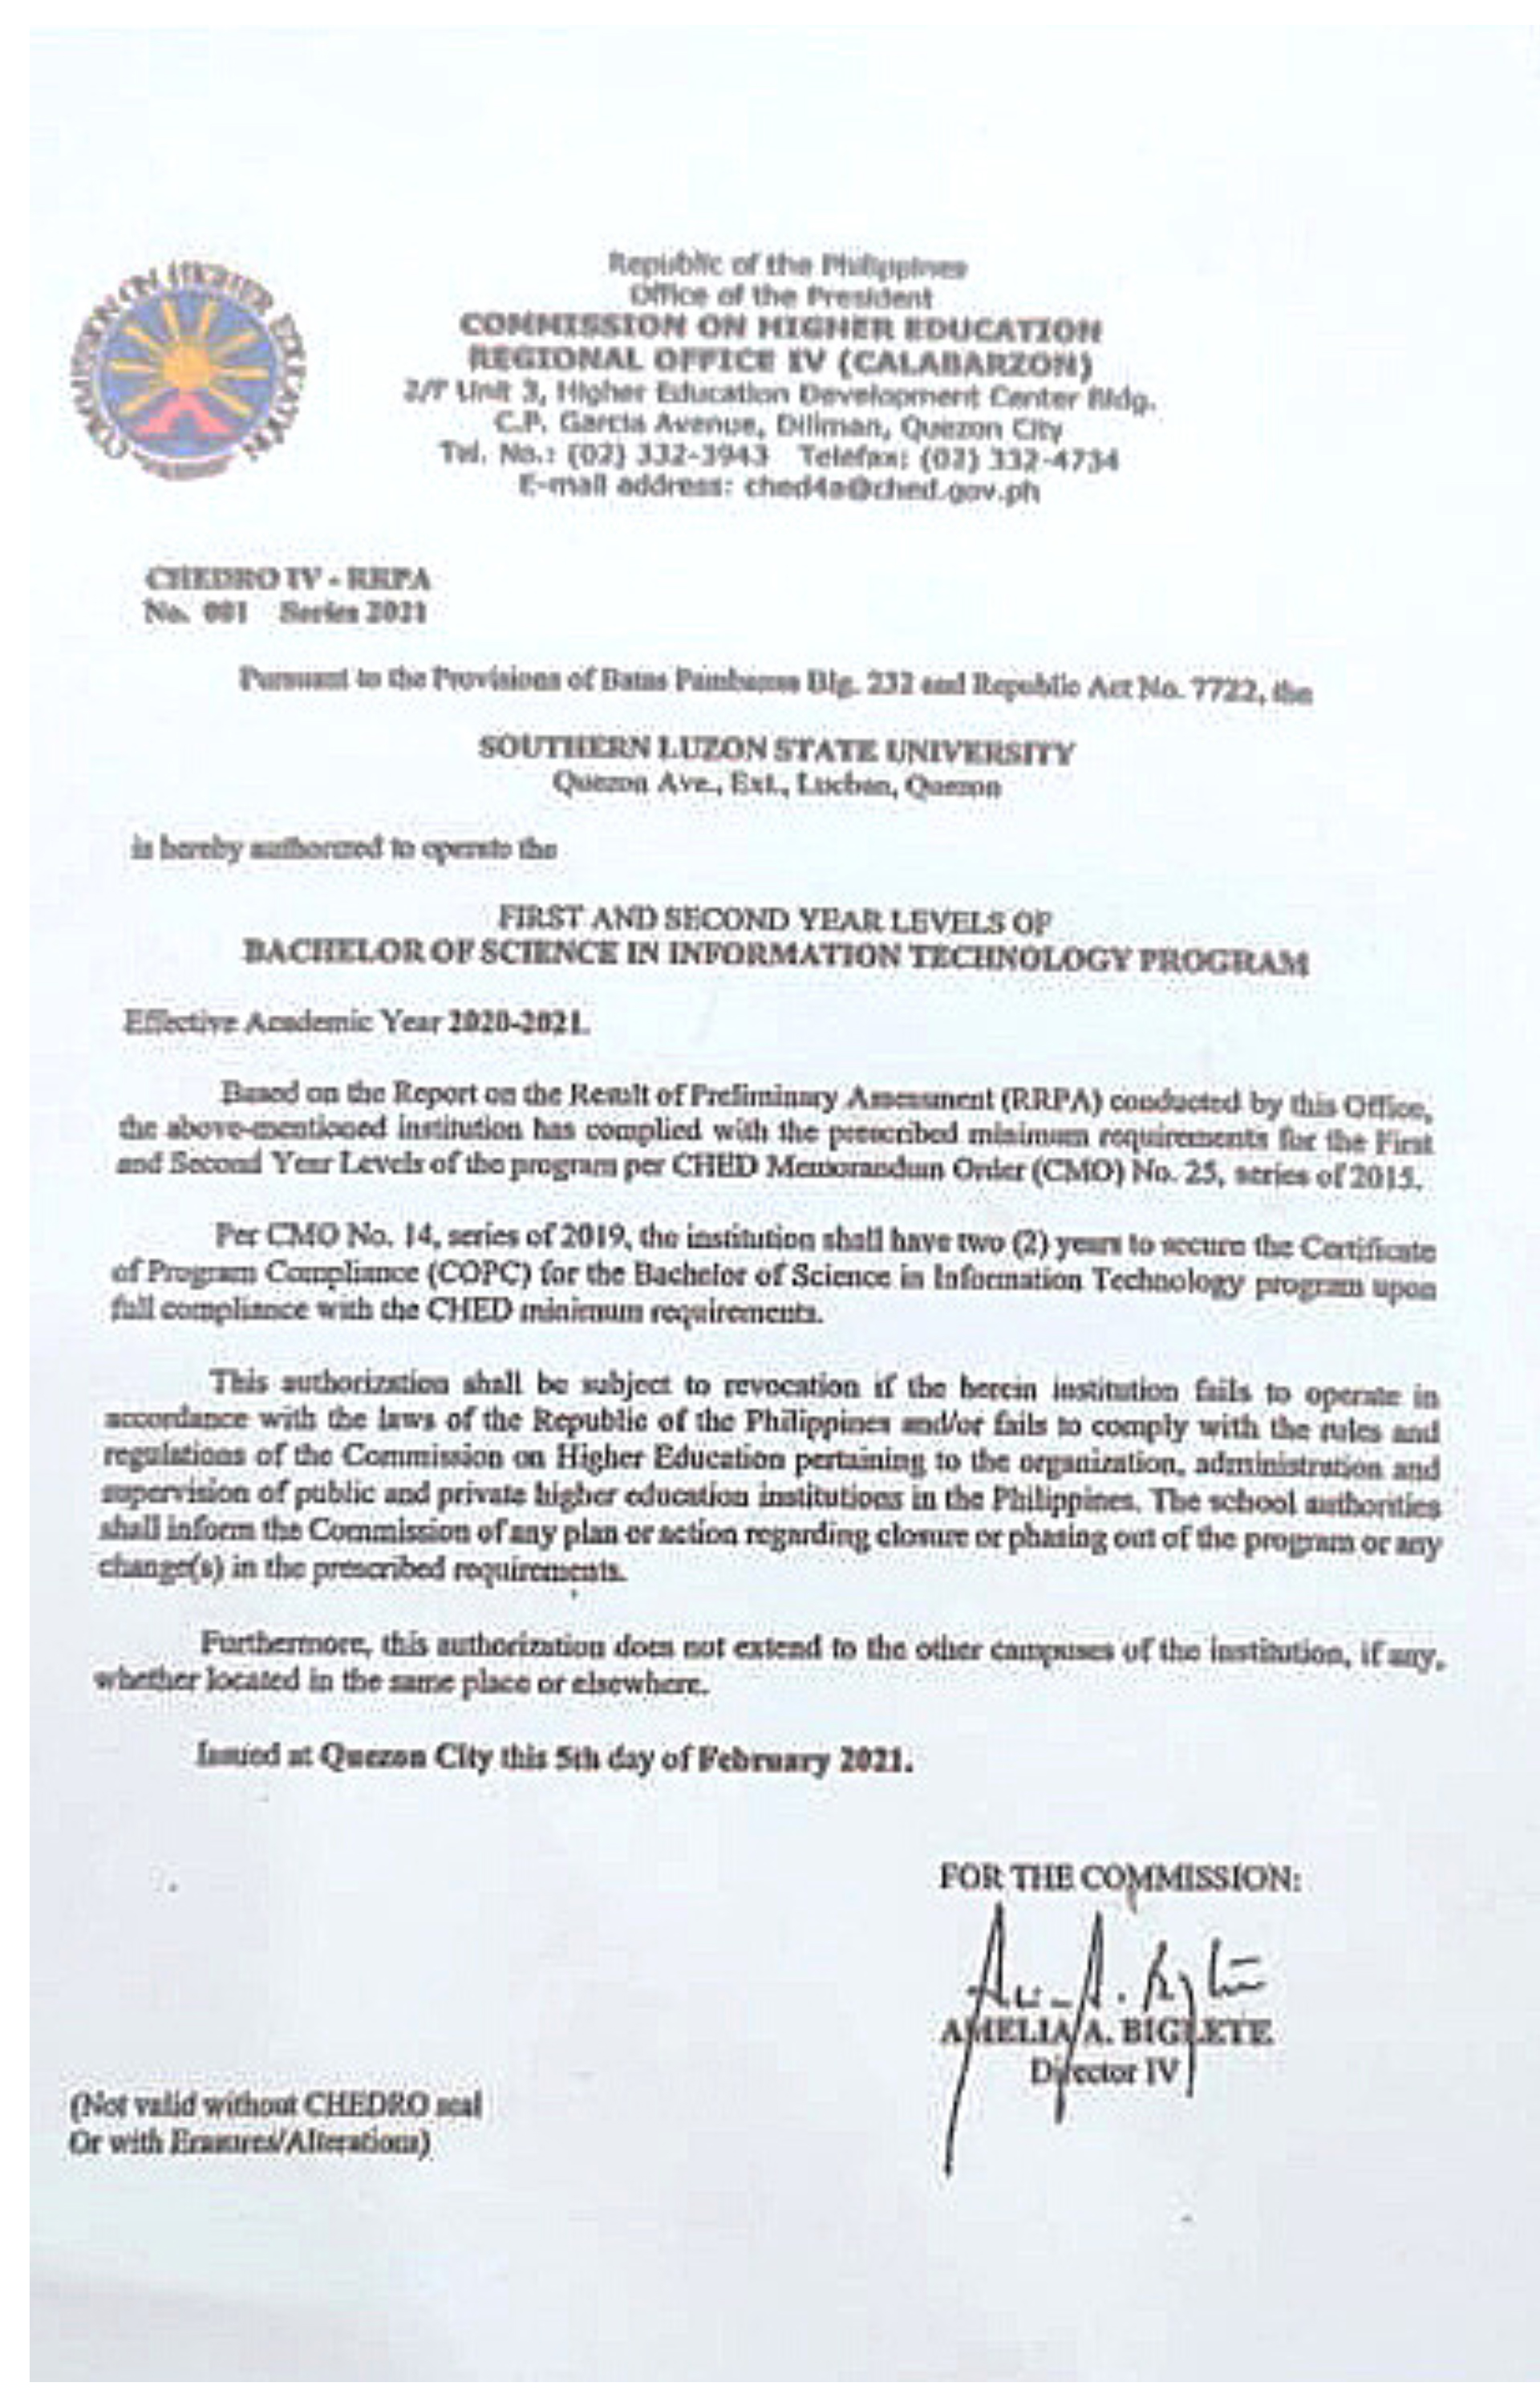 COMMISSION ON HIGHER EDUCATION
Republic of the Philippines
Office of the President
COMMISSION ON HIGHER EDUCATION
REGIONAL OFFICE IV (CALABARZON)
2/F Unit 3, Higher Education Development Center Bldg.
C.P. Garcia Avenue, Diliman, Quezon City
Tel. No.: (02) 332-3943 Telefax: (02) 332-4734
E-mail address: ched4a@ched.gov.ph
CHEDRO IV - RRPA
No. 001 Series 2021
Pursuant to the Provisions of Batas Pambansa Blg. 232 and Republic Act No. 7722, the
SOUTHERN LUZON STATE UNIVERSITY
Quezon Ave., Ext., Lucban, Quezon
is hereby authorized to operate the
FIRST AND SECOND YEAR LEVELS OF
BACHELOR OF SCIENCE IN INFORMATION TECHNOLOGY PROGRAM
Effective Academic Year 2020-2021.
Based on the Report on the Result of Preliminary Assessment (RRPA) conducted by this Office,
the above-mentioned institution has complied with the prescribed minimum requirements for the First
and Second Year Levels of the program per CHED Memorandun Order (CMO) No. 25, series of 2015.
Per CMO No. 14, series of 2019, the institution shall have two (2) years to secure the Certificate
of Program Compliance (COPC) for the Bachelor of Science in Information Technology program upon
full compliance with the CHED minimum requirements.
This authorization shall be subject to revocation if the herein institution fails to operate in
accordance with the laws of the Republic of the Philippines and/or fails to comply with the rules and
regulations of the Commission on Higher Education pertaining to the organization, administration and
supervision of public and private higher education institutions in the Philippines. The school authorities
shall inform the Commission of any plan or action regarding closure or phasing out of the program or any
change(s) in the prescribed requirements.
Furthermore, this authorization does not extend to the other campuses of the institution, if any,
whether located in the same place or elsewhere.
Issued at Quezon City this 5th day of February 2021.
FOR THE COMMISSION:
AMELIA A. BIGLETE
Director IV
(Not valid without CHEDRO seal
Or with Erasures/Alterations)